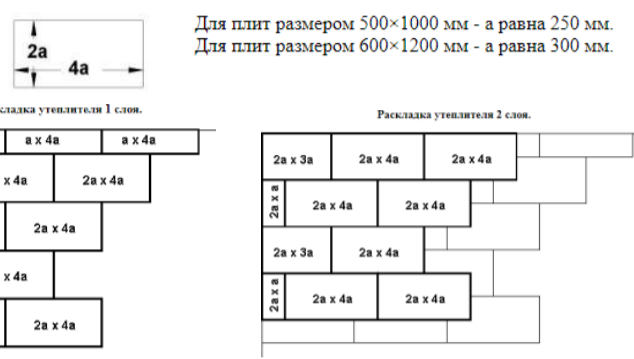 Для плит размером 500×1000 мм - а равна 250 мм.
Для плит размером 600×1200 мм - а равна 300 мм.
2a
4a
кладка утеплителя 1 слоя.
a x 4a a x 4a
x 4a 2a x 4a
2a x 4a
x 4a
2a x 4a
Раскладка утеплителя 2 слоя.
2a x 3a 2a x 4a 2a x 4a
2a x a 2a x 4a 2a x 4a
2a x 3a 2a x 4a
2a x a 2a x 4a 2a x 4a